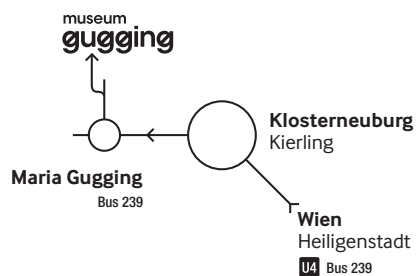 museum
gugging
Klosterneuburg
Kierling
Maria Gugging
Bus 239
Wien
Heiligenstadt
U4 Bus 239